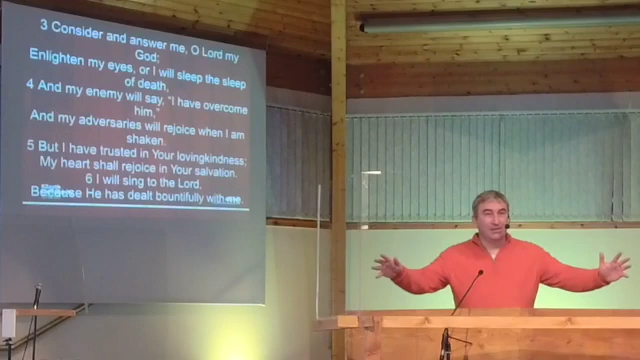 3 Consider and answer me, O Lord my
God;
Enlighten my eyes, or I will sleep the sleep
of death,
4 And my enemy will say, "I have overcome
him,"
And my adversaries will rejoice when I am
shaken.
5 But I have trusted in Your lovingkindness;
My heart shall rejoice in Your salvation.
6 I will sing to the Lord,
Because He has dealt bountifully with me.